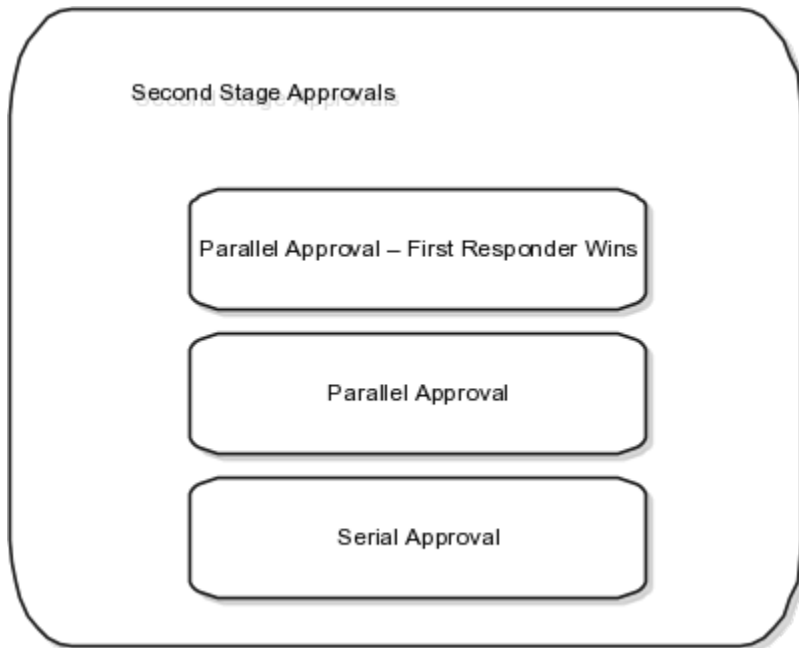 Second Stage Approvals
Parallel Approval – First Responder Wins
Parallel Approval
Serial Approval